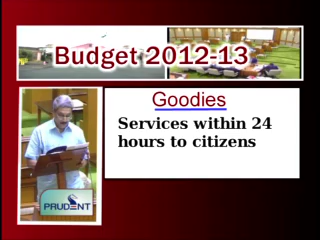 Budget 2012-13
Goodies
Services within 24
hours to citizens
PRUDENT